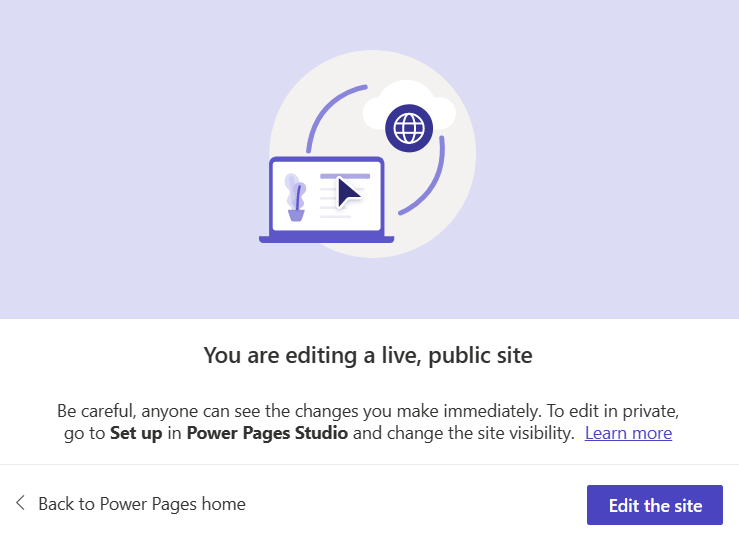 You are editing a live, public site
Be careful, anyone can see the changes you make immediately. To edit in private,
go to Set up in Power Pages Studio and change the site visibility. Learn more
Back to Power Pages home
Edit the site